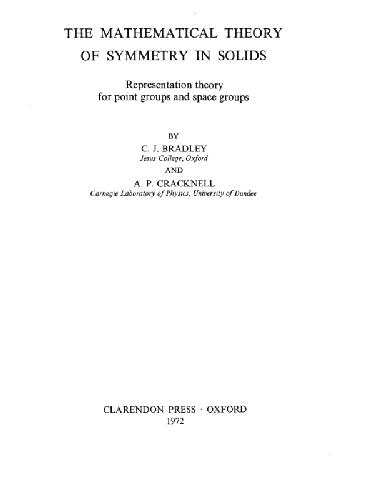 THE MATHEMATICAL THEORY
OF SYMMETRY IN SOLIDS
Representation theory
for point groups and space groups
BY
C. J. BRADLEY
Jesus College, Oxford
AND
A. P. CRACKNELL
Carnegie Laboratory of Physics, University of Dundee
CLARENDON PRESS · OXFORD
1972